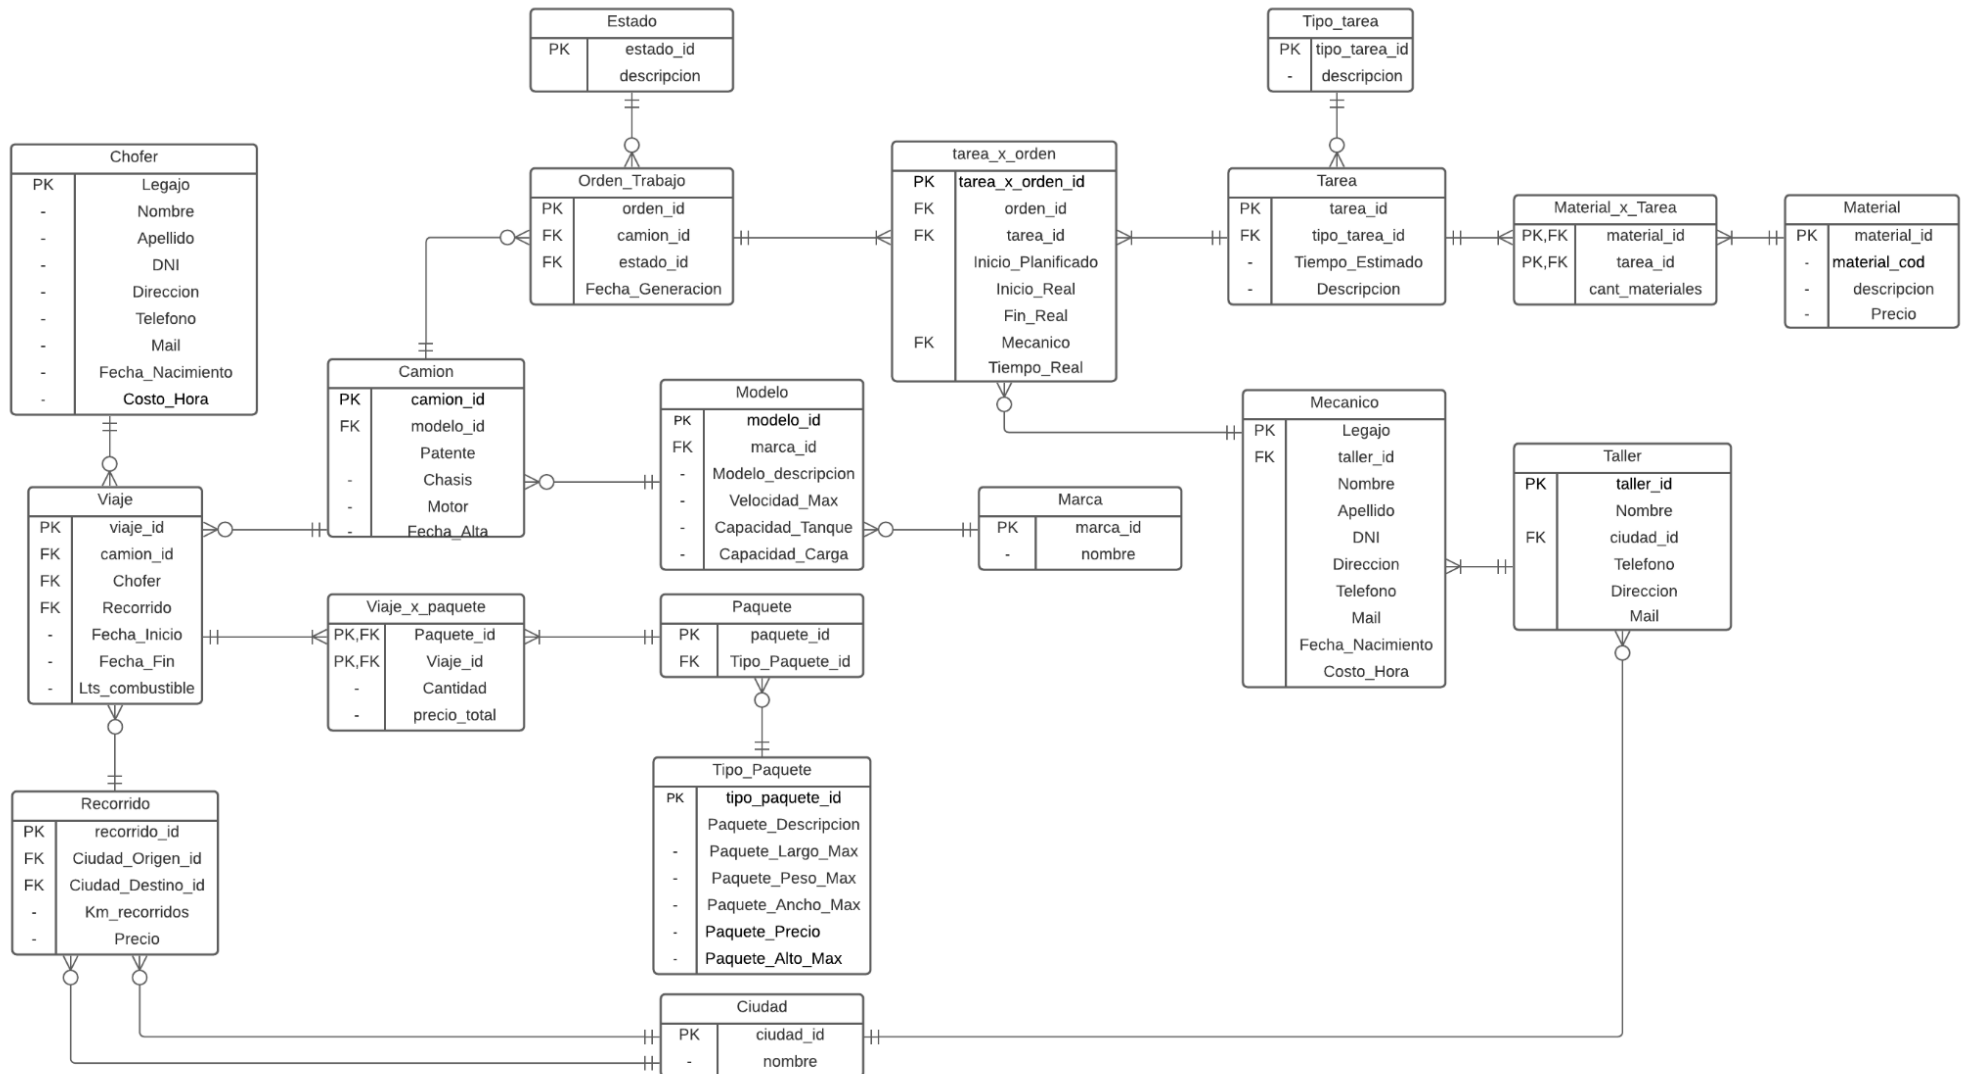 Estado
PK estado_id
descripcion
Tipo_tarea
PK tipo_tarea_id
- descripcion
Chofer
PK Legajo
- Nombre
- Apellido
- DNI
- Direccion
- Telefono
- Mail
- Fecha_Nacimiento
- Costo_Hora
Orden_Trabajo
PK orden_id
FK camion_id
FK estado_id
Fecha_Generacion
tarea_x_orden
PK tarea_x_orden_id
FK orden_id
FK tarea_id
Inicio_Planificado
Inicio_Real
Fin_Real
FK Mecanico
Tiempo_Real
Tarea
PK tarea_id
FK tipo_tarea_id
- Tiempo_Estimado
- Descripcion
Material_x_Tarea
PK,FK material_id
PK,FK tarea_id
cant_materiales
Material
PK material_id
- material_cod
- descripcion
- Precio
Camion
PK camion_id
FK modelo_id
Patente
- Chasis
- Motor
- Fecha_Alta
Modelo
PK modelo_id
FK marca_id
- Modelo_descripcion
- Velocidad_Max
- Capacidad_Tanque
- Capacidad_Carga
Marca
PK marca_id
- nombre
Mecanico
PK Legajo
FK taller_id
Nombre
Apellido
DNI
Direccion
Telefono
Mail
Fecha_Nacimiento
Costo_Hora
Taller
PK taller_id
Nombre
FK ciudad_id
Telefono
Direccion
Mail
Viaje
PK viaje_id
FK camion_id
FK Chofer
FK Recorrido
- Fecha_Inicio
- Fecha_Fin
- Lts_combustible
Viaje_x_paquete
PK,FK Paquete_id
PK,FK Viaje_id
- Cantidad
- precio_total
Paquete
PK paquete_id
FK Tipo_Paquete_id
Tipo_Paquete
PK tipo_paquete_id
Paquete_Descripcion
- Paquete_Largo_Max
- Paquete_Peso_Max
- Paquete_Ancho_Max
- Paquete_Precio
- Paquete_Alto_Max
Recorrido
PK recorrido_id
FK Ciudad_Origen_id
FK Ciudad_Destino_id
- Km_recorridos
- Precio
Ciudad
PK ciudad_id
- nombre